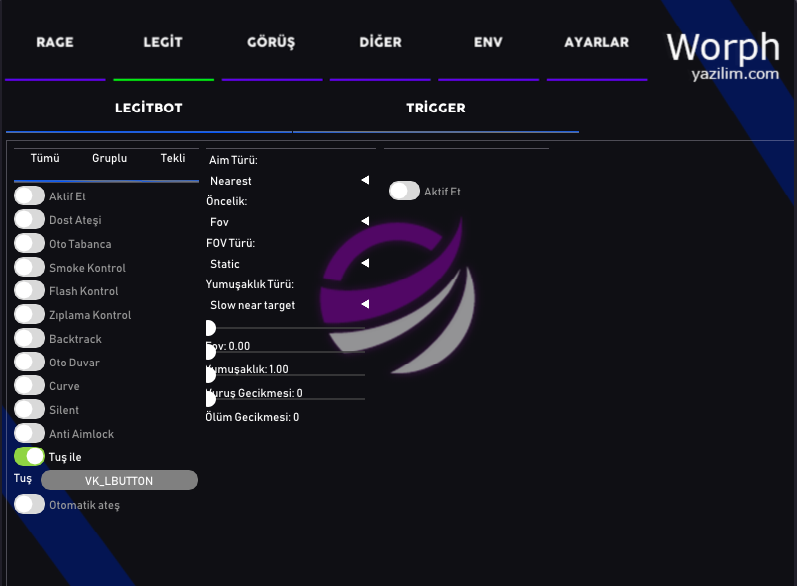 RAGE
LEGİT
GÖRÜŞ
DİĞER
ENV
AYARLAR
Worph
yazilim.com
LEGİTBOT
TRİGGER
Tümü
Gruplu
Tekli
Aktif Et
Dost Ateşi
Oto Tabanca
Smoke Kontrol
Flash Kontrol
Zıplama Kontrol
Backtrack
Oto Duvar
Curve
Silent
Anti Aimlock
Tuş ile
Tuş
VK_LBUTTON
Otomatik ateş
Aim Türü:
Nearest
Öncelik:
Fov
FOV Türü:
Static
Yumuşaklık Türü:
Slow near target
Fov: 0.00
Yumuşaklık: 1.00
Vuruş Gecikmesi: 0
Ölüm Gecikmesi: 0
Aktif Et